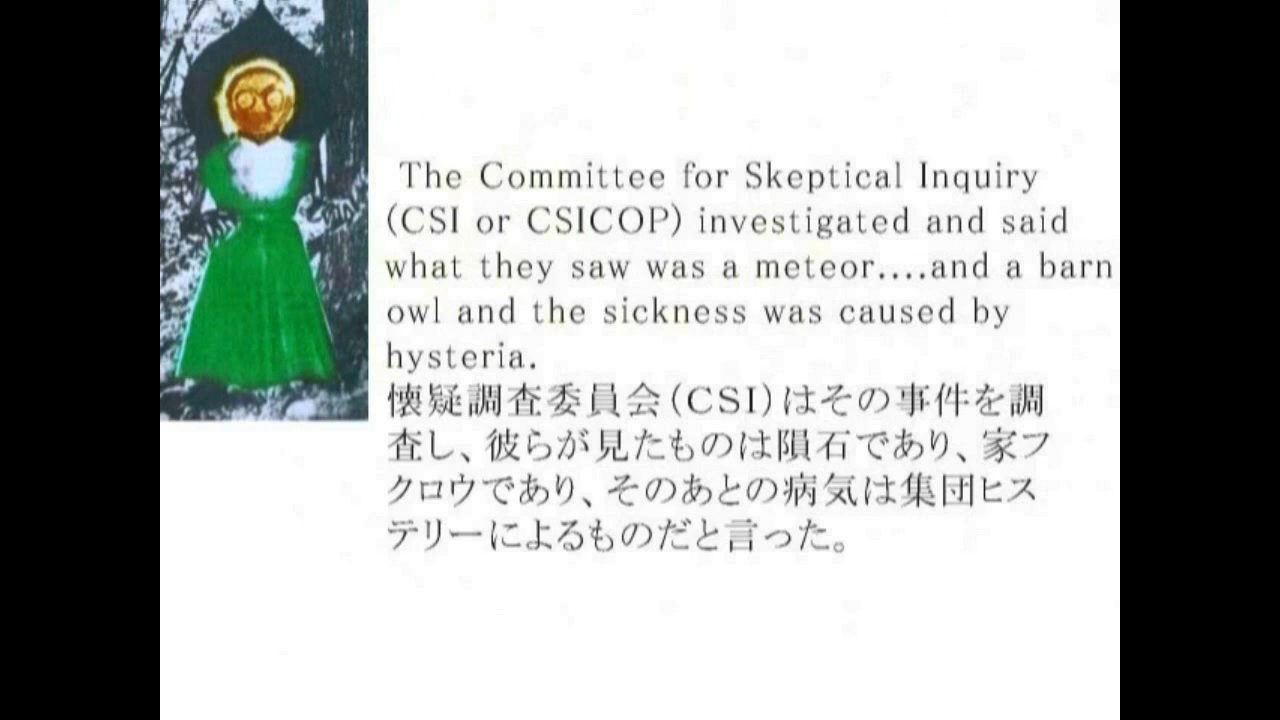 The Committee for Skeptical Inquiry
(CSI or CSICOP) investigated and said
what they saw was a meteor....and a barn
owl and the sickness was caused by
hysteria.
懐疑調査委員会(CSI)はその事件を調
査し、彼らが見たものは隕石であり、家フ
クロウであり、そのあとの病気は集団ヒス
テリーによるものだと言った。